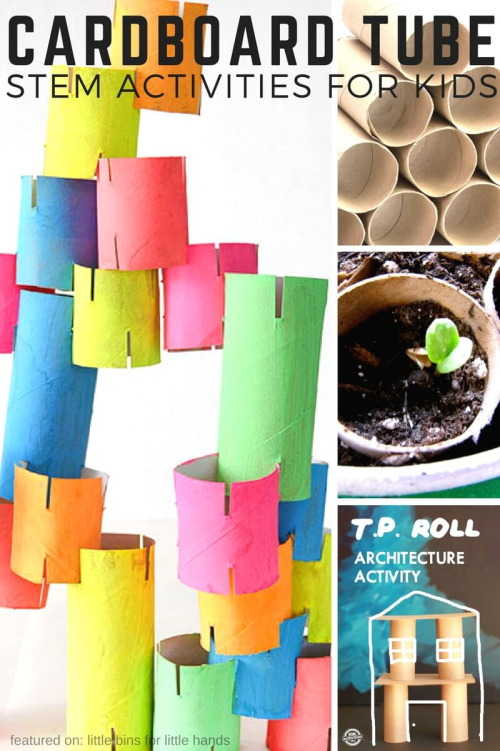 CARDBOARD TUBE
STEM ACTIVITIES FOR KIDS
T.P. ROLL
ARCHITECTURE
ACTIVITY
featured on: little bins for little hands